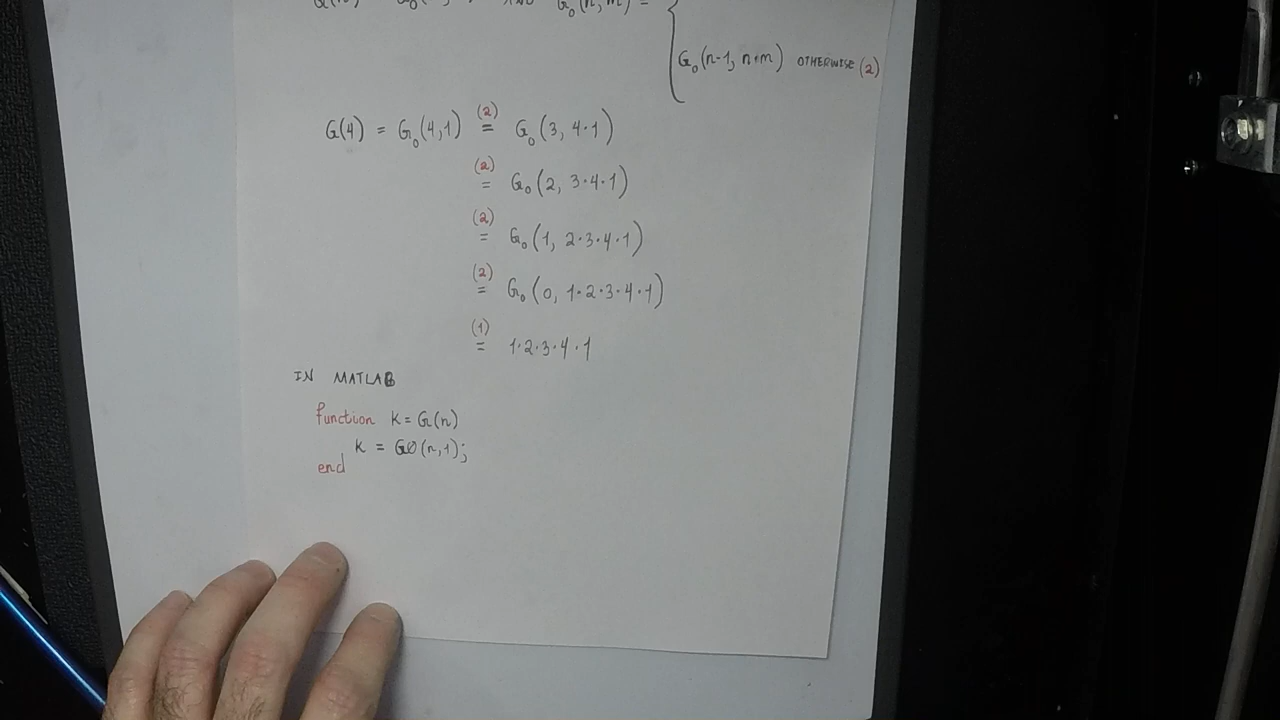 G₀(n-1, n·m) OTHERWISE (2)
G(4) = G₀(4,1) (2) = G₀(3, 4·1)
(2) = G₀(2, 3·4·1)
(2) = G₀(1, 2·3·4·1)
(2) = G₀(0, 1·2·3·4·1)
(1) = 1·2·3·4·1
IN MATLAB
function K = G(n)
K = G0(n,1);
end